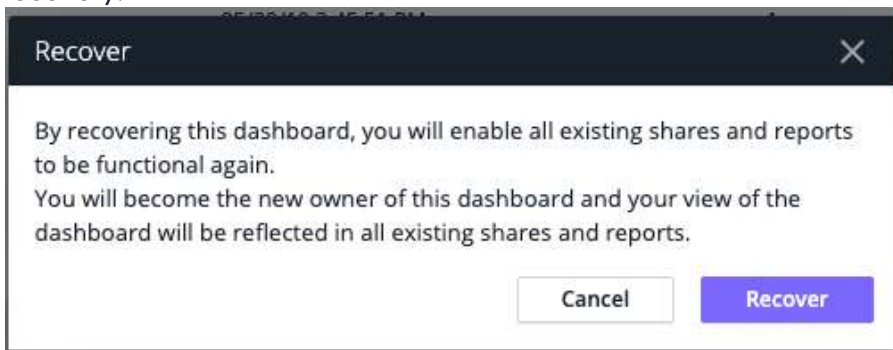 Recover
By recovering this dashboard, you will enable all existing shares and reports
to be functional again.
You will become the new owner of this dashboard and your view of the
dashboard will be reflected in all existing shares and reports.
Cancel Recover